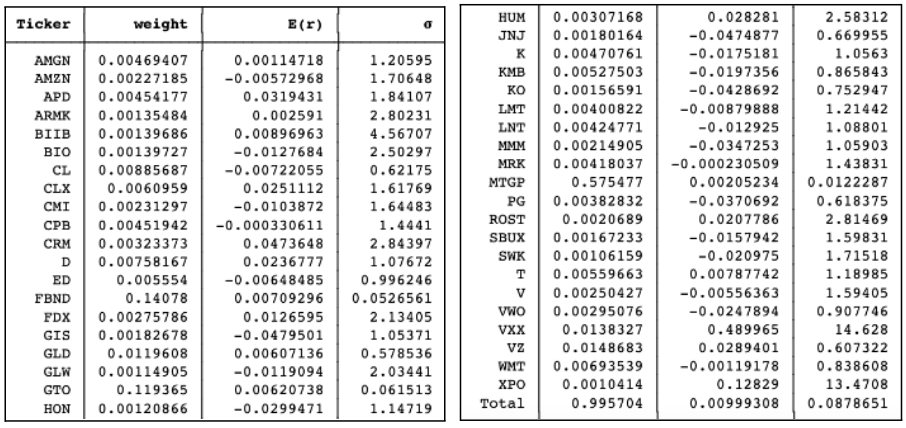 Ticker weight E(r) σ
AMGN 0.00469407 0.00114718 1.20595
AMZN 0.00227185 -0.00572968 1.70648
APD 0.00454177 0.0319431 1.84107
ARMK 0.00135484 0.002591 2.80231
BIIB 0.00139686 0.00896963 4.56707
BIO 0.00139727 -0.0127684 2.50297
CL 0.00885687 -0.00722055 0.62175
CLX 0.0060959 0.0251112 1.61769
CMI 0.00231297 -0.0103872 1.64483
CPB 0.00451942 -0.000330611 1.4441
CRM 0.00323373 0.0473648 2.84397
D 0.00758167 0.0236777 1.07672
ED 0.005554 -0.00648485 0.996246
FBND 0.14078 0.00709296 0.0526561
FDX 0.00275786 0.0126595 2.13405
GIS 0.00182678 -0.0479501 1.05371
GLD 0.0119608 0.00607136 0.578536
GLW 0.00114905 -0.0119094 2.03441
GTO 0.119365 0.00620738 0.061513
HON 0.00120866 -0.0299471 1.14719
HUM 0.00307168 0.028281 2.58312
JNJ 0.00180164 -0.0474877 0.669955
K 0.00470761 -0.0175181 1.0563
KMB 0.00527503 -0.0197356 0.865843
KO 0.00156591 -0.0428692 0.752947
LMT 0.00400822 -0.00879888 1.21442
LNT 0.00424771 -0.012925 1.08801
MMM 0.00214905 -0.0347253 1.05903
MRK 0.00418037 -0.000230509 1.43831
MTGP 0.575477 0.00205234 0.0122287
PG 0.00382832 -0.0370692 0.618375
ROST 0.0020689 0.0207786 2.81469
SBUX 0.00167233 -0.0157942 1.59831
SWK 0.00106159 -0.020975 1.71518
T 0.00559663 0.00787742 1.18985
V 0.00250427 -0.00556363 1.59405
VWO 0.00295076 -0.0247894 0.907746
VXX 0.0138327 0.489965 14.628
VZ 0.0148683 0.0289401 0.607322
WMT 0.00693539 -0.00119178 0.838608
XPO 0.0010414 0.12829 13.4708
Total 0.995704 0.00999308 0.0878651